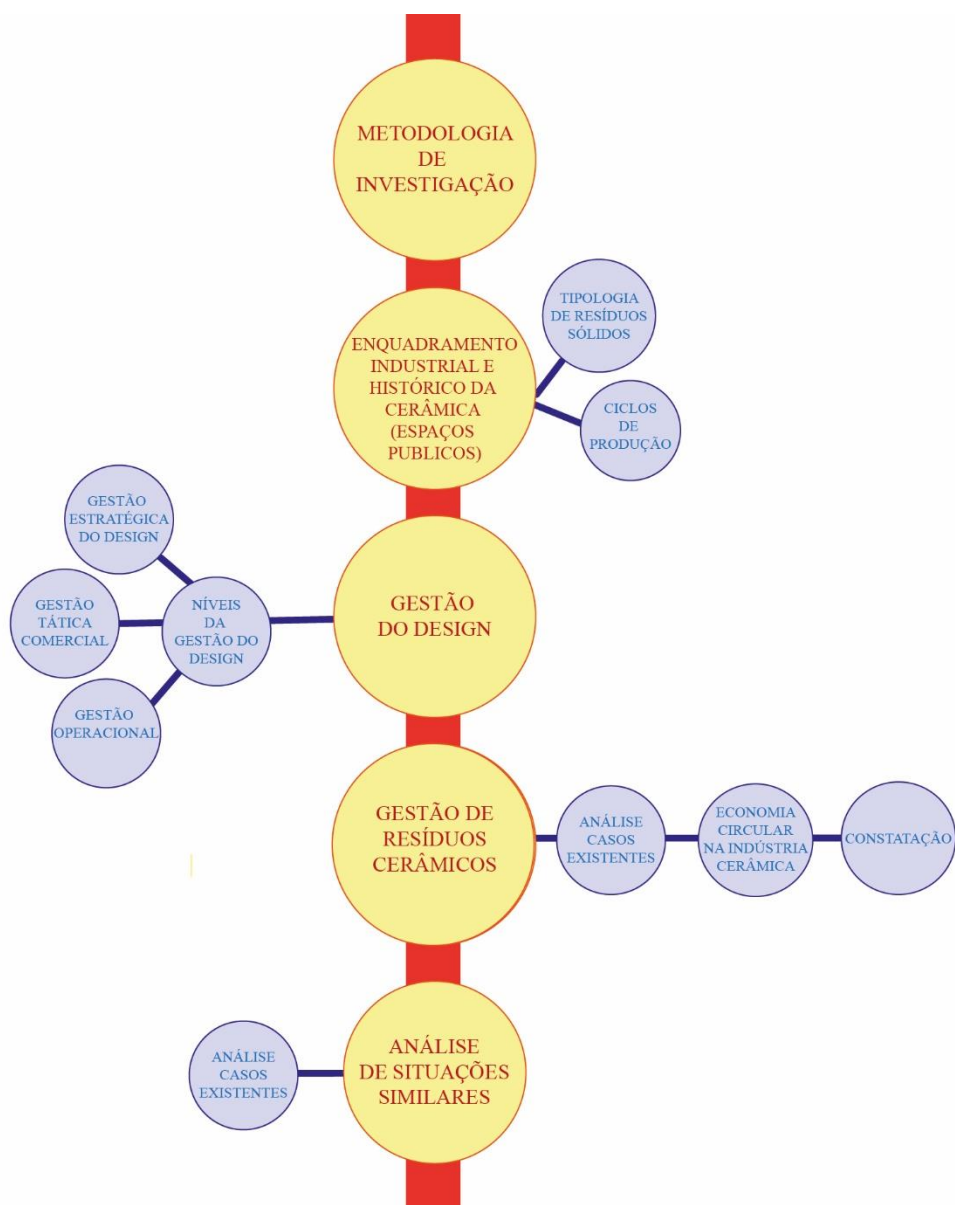 METODOLOGIA
DE
INVESTIGAÇÃO
TIPOLOGIA
DE RESÍDUOS
SÓLIDOS
ENQUADRAMENTO
INDUSTRIAL E
HISTÓRICO DA
CERÂMICA
(ESPAÇOS
PUBLICOS)
CICLOS
DE
PRODUÇÃO
GESTÃO
ESTRATÉGICA
DO DESIGN
GESTÃO
TÁTICA
COMERCIAL
NÍVEIS
DA
GESTÃO DO
DESIGN
GESTÃO
DO DESIGN
GESTÃO
OPERACIONAL
GESTÃO DE
RESÍDUOS
CERÂMICOS
ANÁLISE
CASOS
EXISTENTES
ECONOMIA
CIRCULAR
NA INDÚSTRIA
CERÂMICA
CONSTATAÇÃO
ANÁLISE
CASOS
EXISTENTES
ANÁLISE
DE SITUAÇÕES
SIMILARES